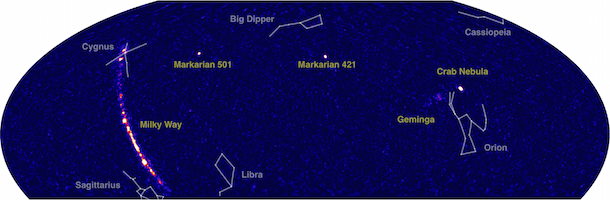 Big Dipper
Cassiopeia
Cygnus
Markarian 501
Markarian 421
Crab Nebula
Milky Way
Geminga
Orion
Libra
Sagittarius